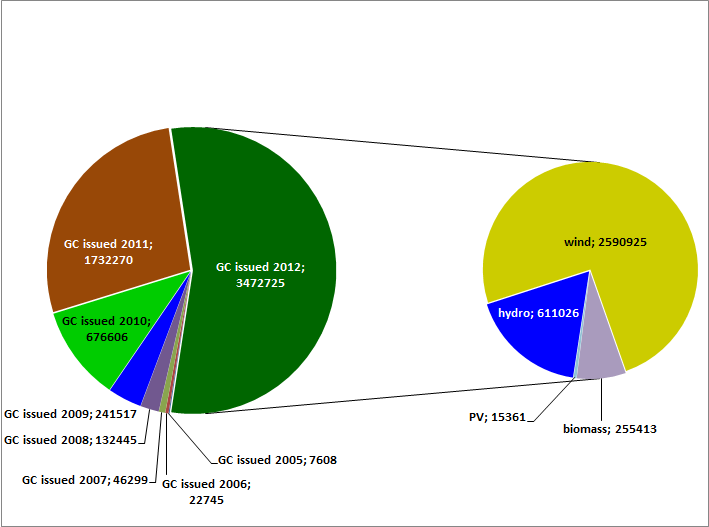 GC issued 2011;
1732270
GC issued 2012;
3472725
GC issued 2010;
676606
GC issued 2009; 241517
GC issued 2008; 132445
GC issued 2007; 46299
GC issued 2006;
22745
GC issued 2005; 7608
wind; 2590925
hydro; 611026
PV; 15361
biomass; 255413